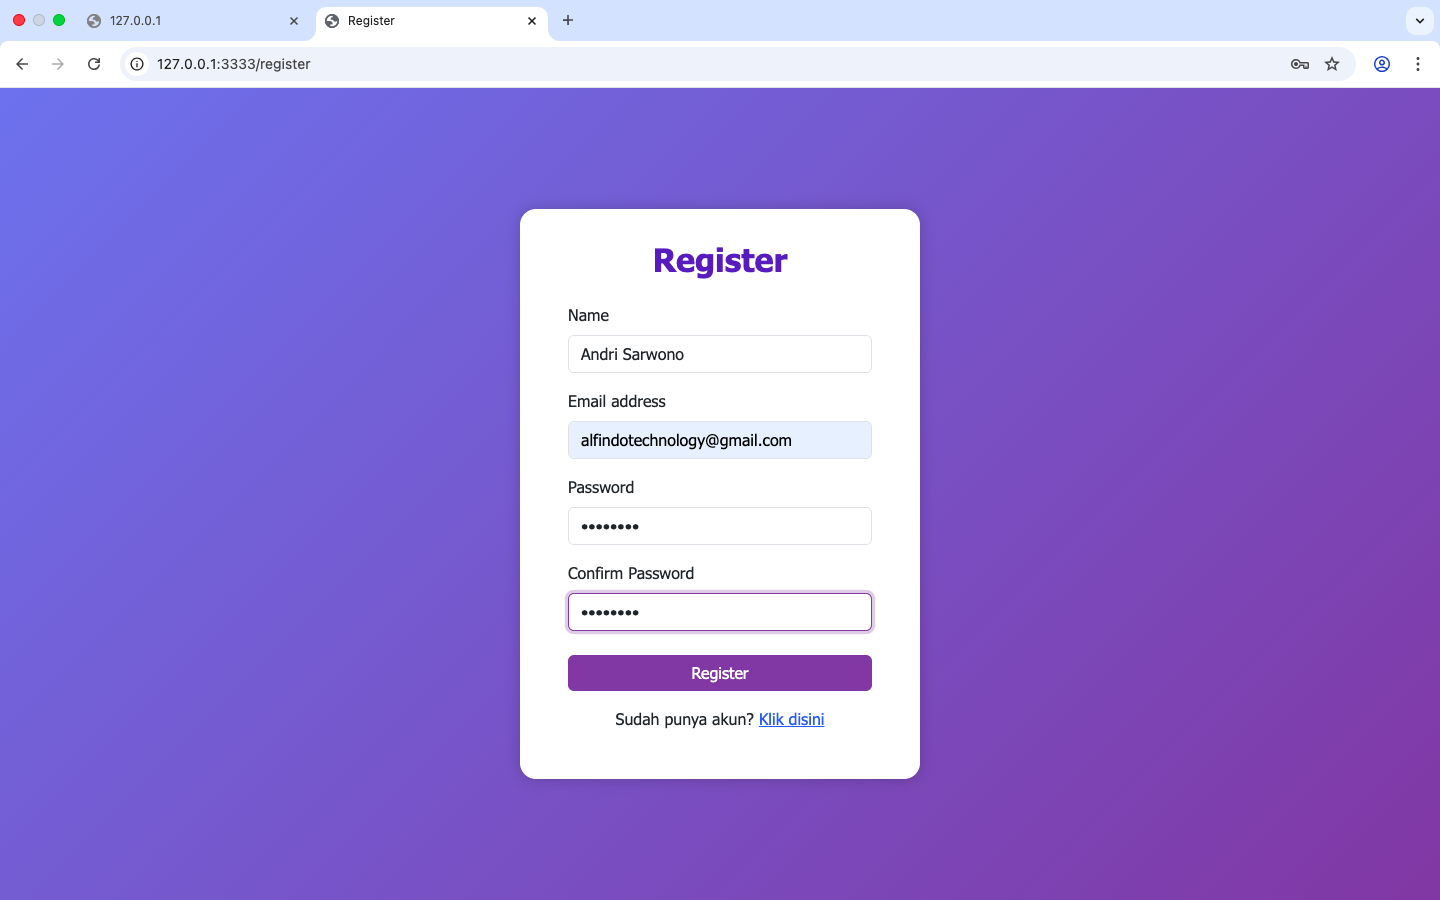 127.0.0.1
Register
127.0.0.1:3333/register
Register
Name
Andri Sarwono
Email address
alfindotechnology@gmail.com
Password
••••••••
Confirm Password
••••••••
Register
Sudah punya akun? Klik disini